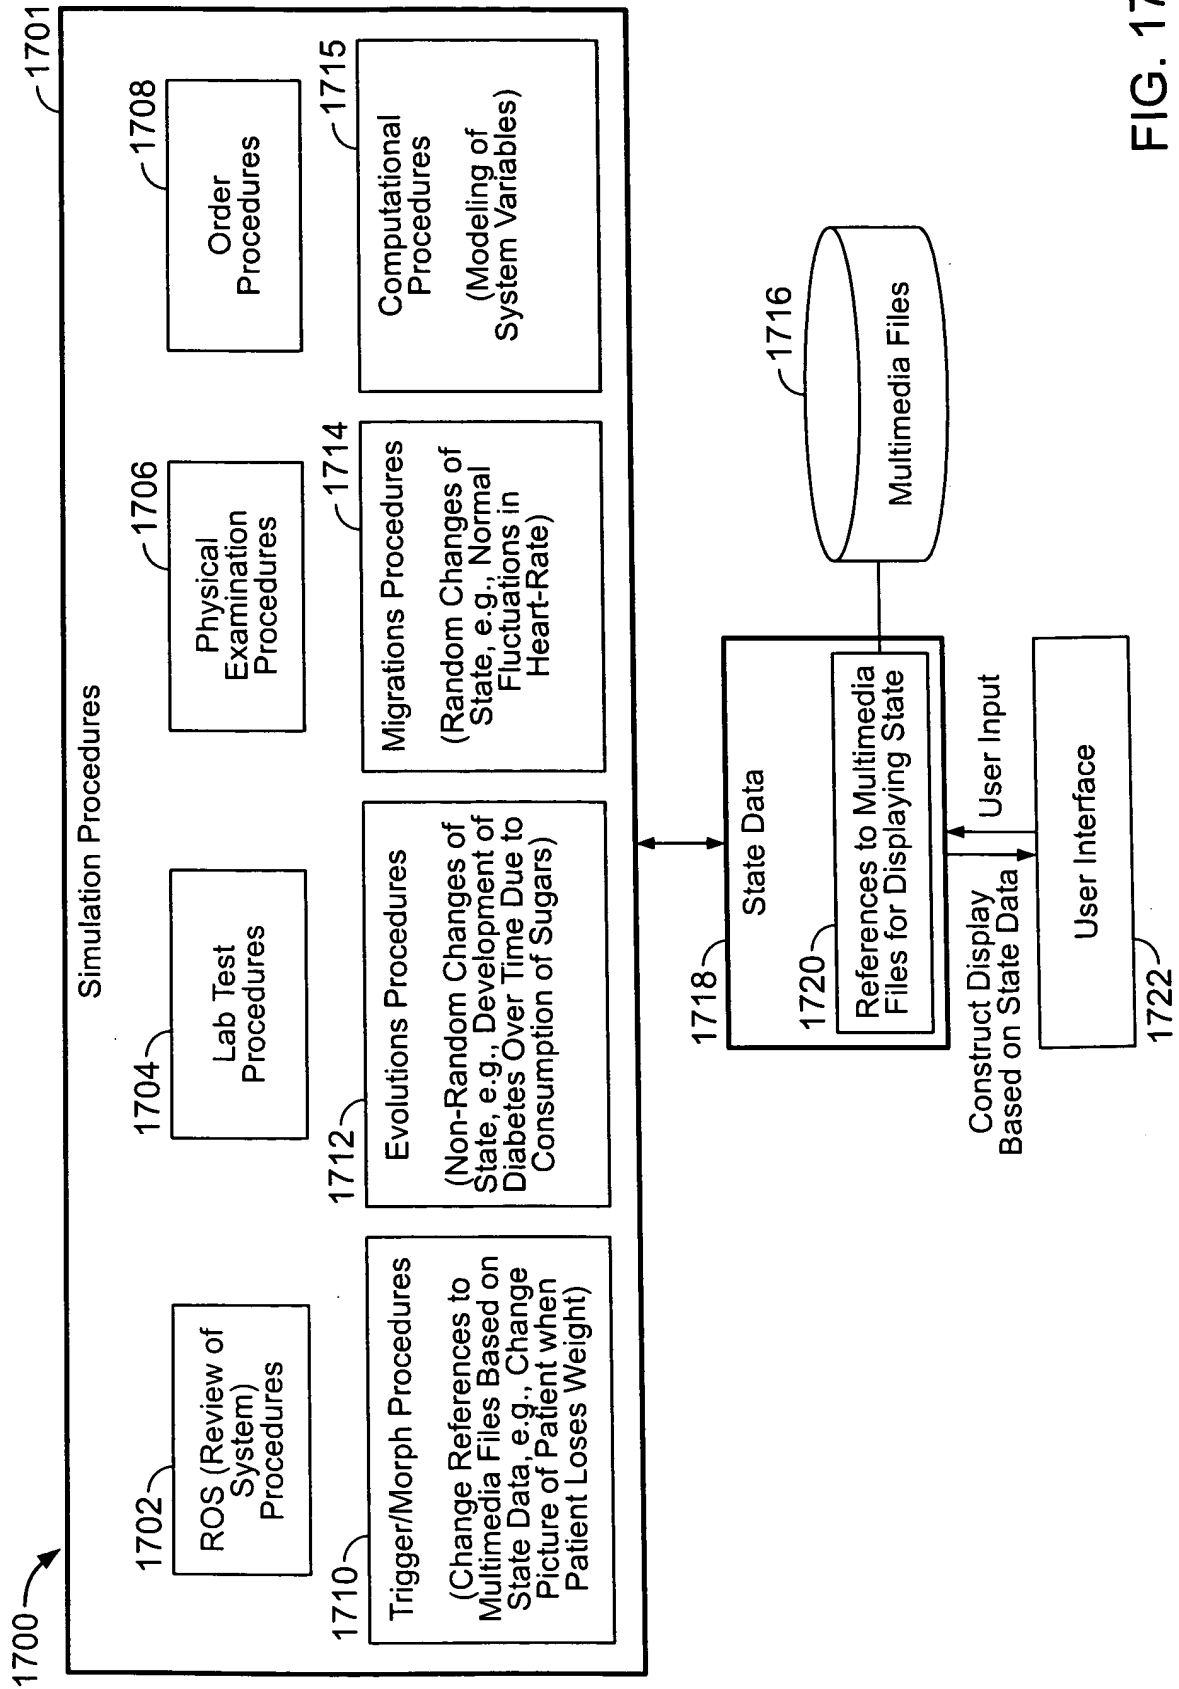 1700
1701
Simulation Procedures
1702
ROS (Review of
System)
Procedures
1704
Lab Test
Procedures
1706
Physical
Examination
Procedures
1708
Order
Procedures
1710
Trigger/Morph Procedures
(Change References to
Multimedia Files Based on
State Data, e.g., Change
Picture of Patient when
Patient Loses Weight)
1712
Evolutions Procedures
(Non-Random Changes of
State, e.g., Development of
Diabetes Over Time Due to
Consumption of Sugars)
1714
Migrations Procedures
(Random Changes of
State, e.g., Normal
Fluctuations in
Heart-Rate)
1715
Computational
Procedures
(Modeling of
System Variables)
1718
State Data
1720
References to Multimedia
Files for Displaying State
1716
Multimedia Files
Construct Display
Based on State Data
User Input
User Interface
1722
FIG. 17